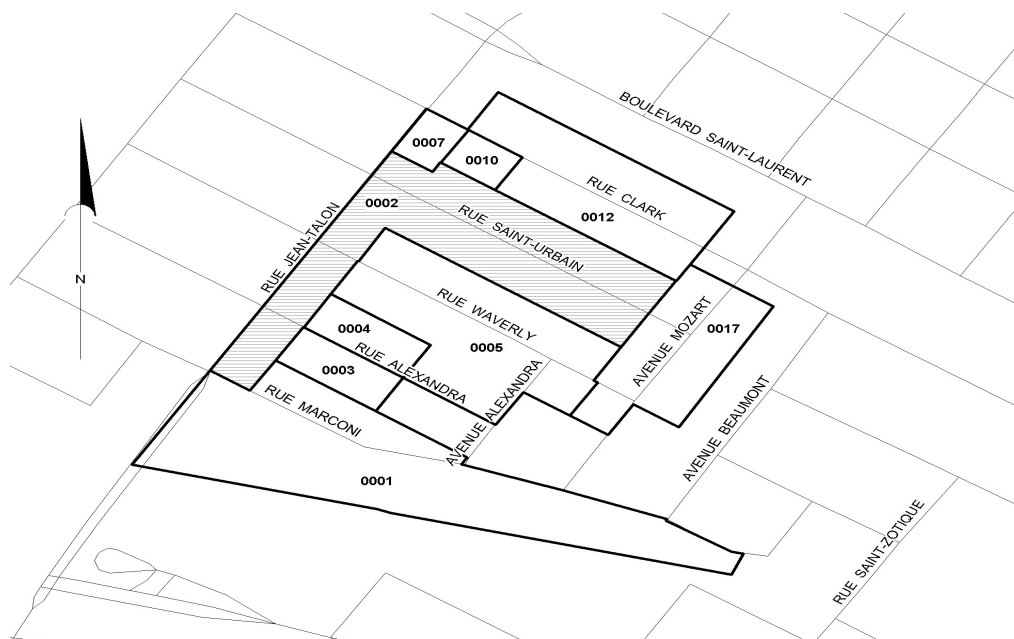 BOULEVARD SAINT-LAURENT
0007
0010
RUE CLARK
0002
RUE SAINT-URBAIN
0012
RUE JEAN-TALON
N
RUE WAVERLY
AVENUE MOZART
0017
0004
0005
RUE ALEXANDRA
0003
AVENUE ALEXANDRA
RUE MARCONI
AVENUE BEAUMONT
0001
RUE SAINT-ZOTIQUE